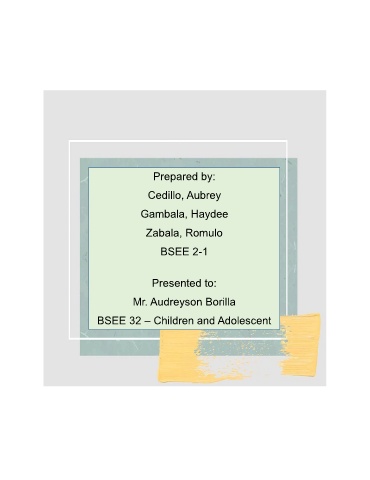 Prepared by:
Cedillo, Aubrey
Gambala, Haydee
Zabala, Romulo
BSEE 2-1
Presented to:
Mr. Audreyson Borilla
BSEE 32 – Children and Adolescent